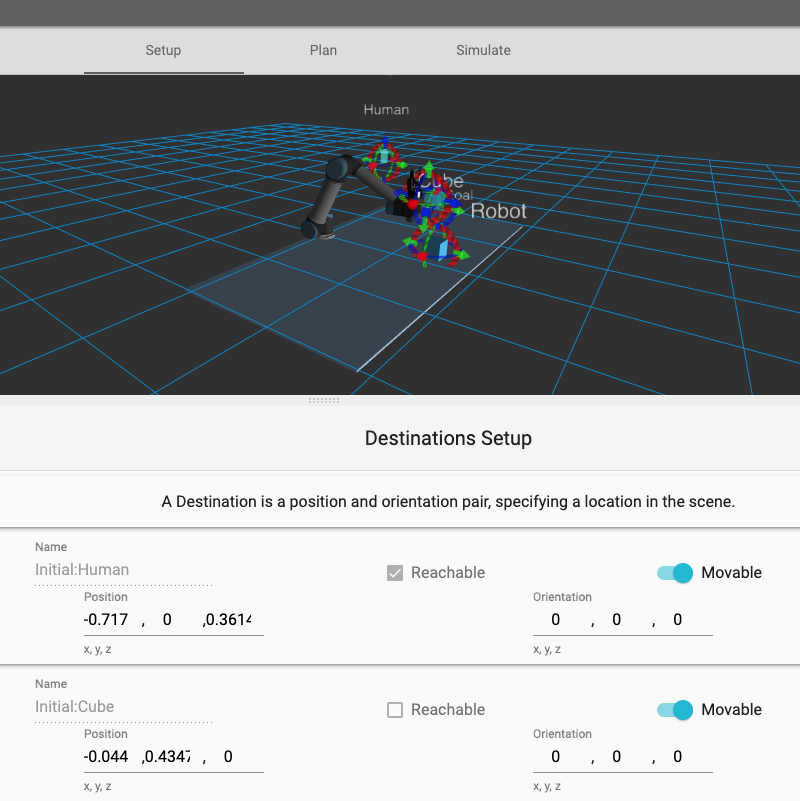 Setup Plan Simulate
Human
Cube
Robot
Destinations Setup
A Destination is a position and orientation pair, specifying a location in the scene.
Name
Initial:Human
Reachable
Movable
Position
Orientation
-0.717 , 0 ,0.3614
0 , 0 , 0
x, y, z
x, y, z
Name
Initial:Cube
Reachable
Movable
Position
Orientation
-0.044 ,0.4347 , 0
0 , 0 , 0
x, y, z
x, y, z